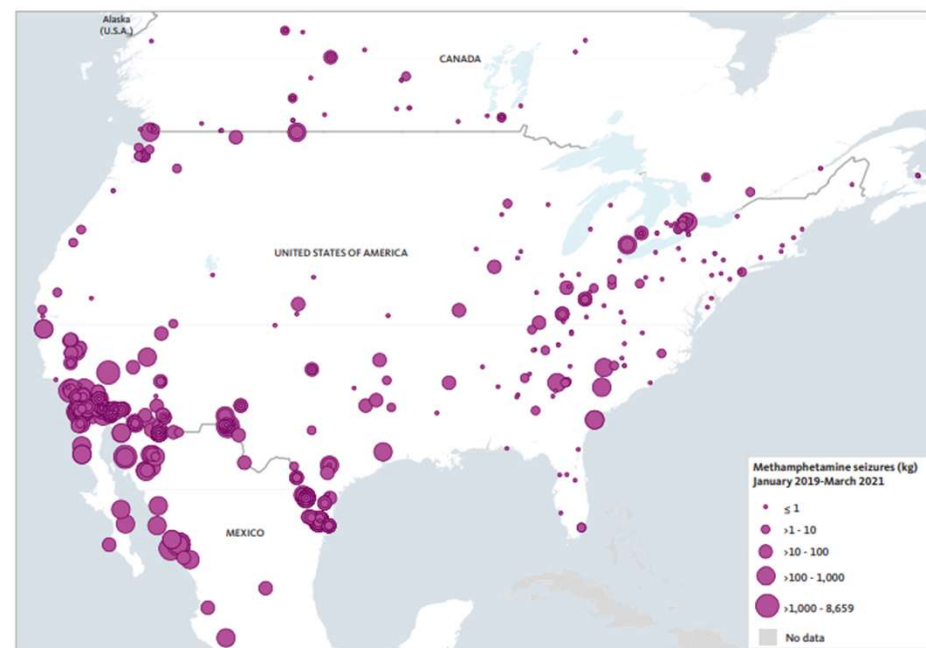 Alaska
(U.S.A.)
CANADA
UNITED STATES OF AMERICA
MEXICO
Methamphetamine seizures (kg)
January 2019-March 2021
≤ 1
>1 - 10
>10 - 100
>100 - 1,000
>1,000 - 8,659
No data